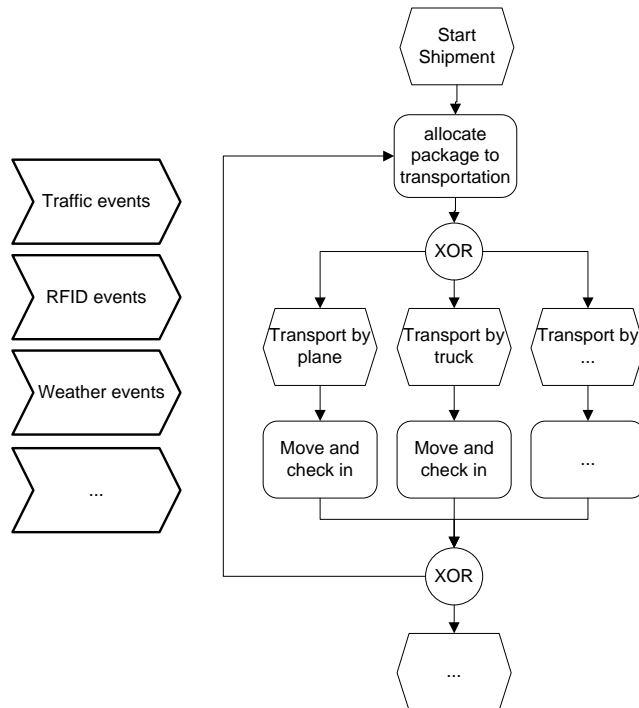 Start
Shipment
allocate
package to
transportation
XOR
Traffic events
RFID events
Weather events
...
Transport by
plane
Transport by
truck
Transport by
...
Move and
check in
Move and
check in
...
XOR
...